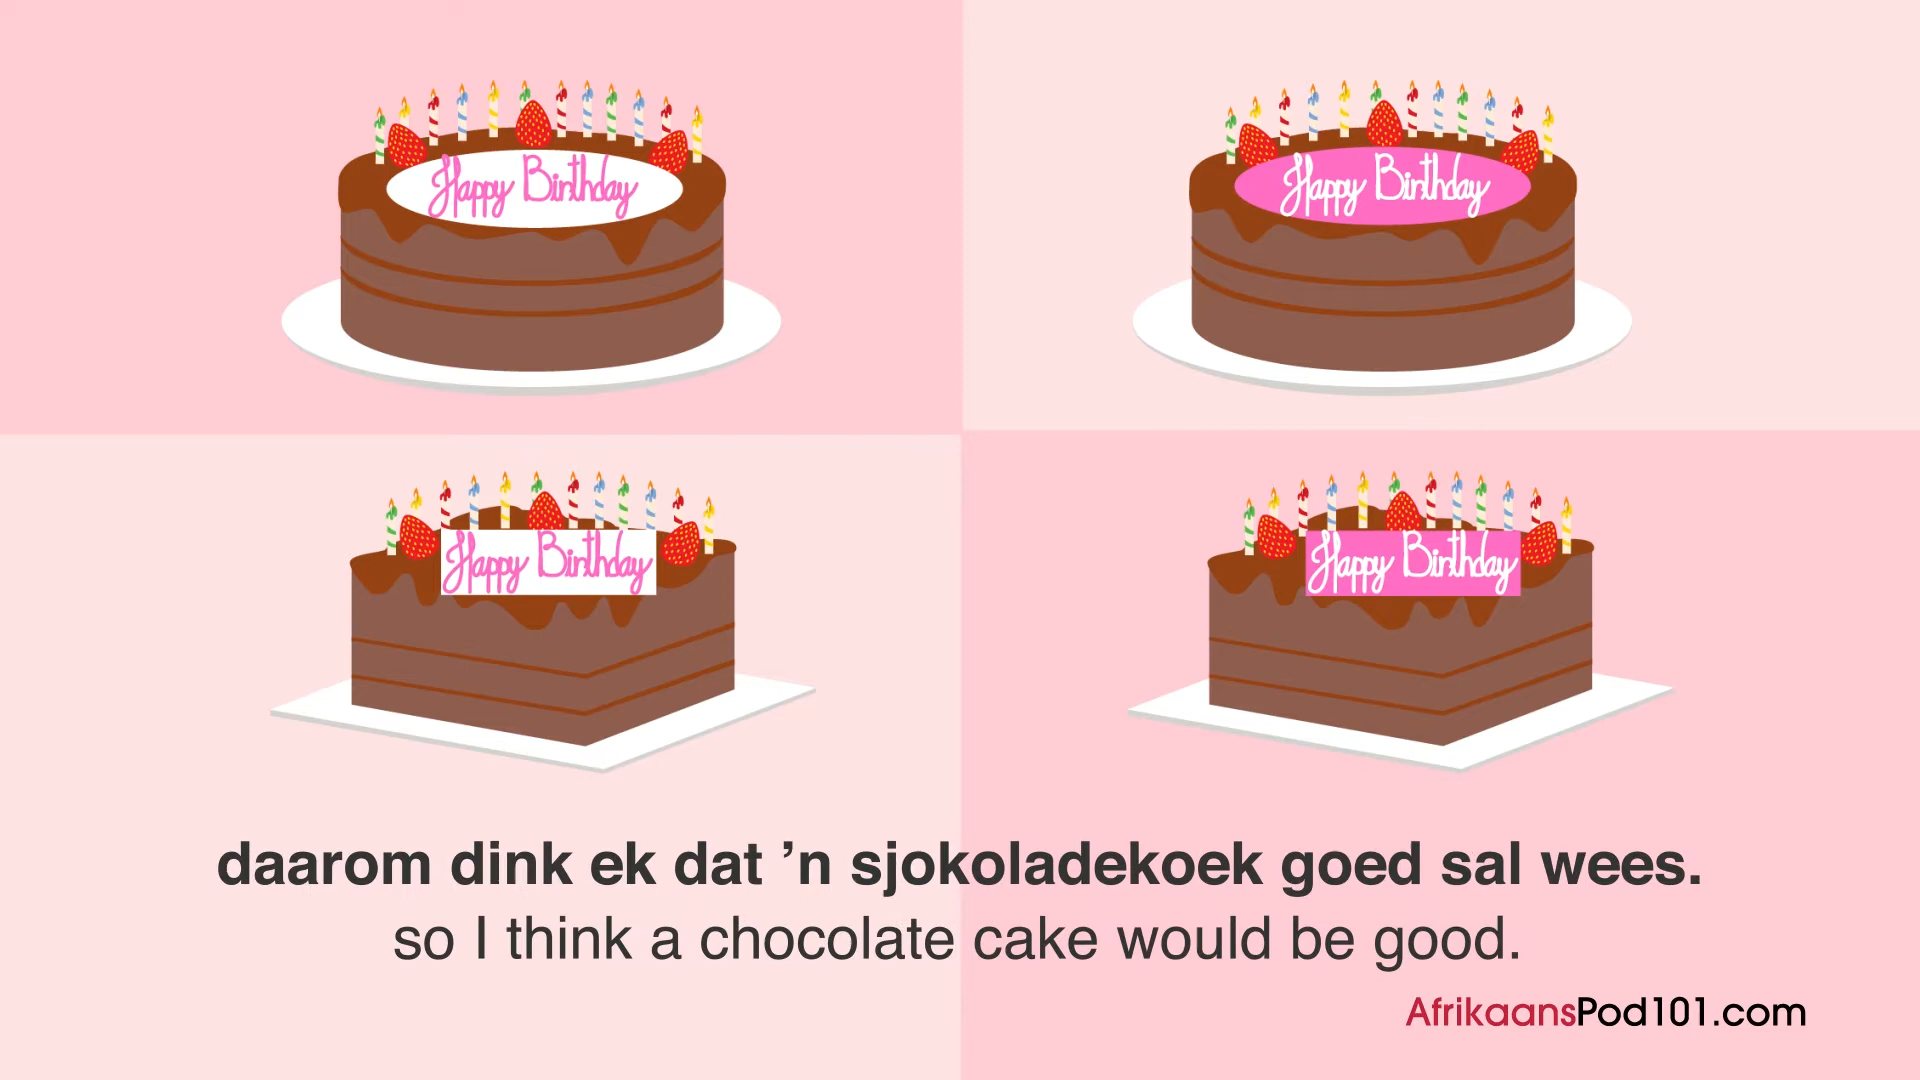 Happy Birthday
Happy Birthday
Happy Birthday
Happy Birthday
daarom dink ek dat ’n sjokoladekoek goed sal wees.
so I think a chocolate cake would be good.
AfrikaansPod101.com